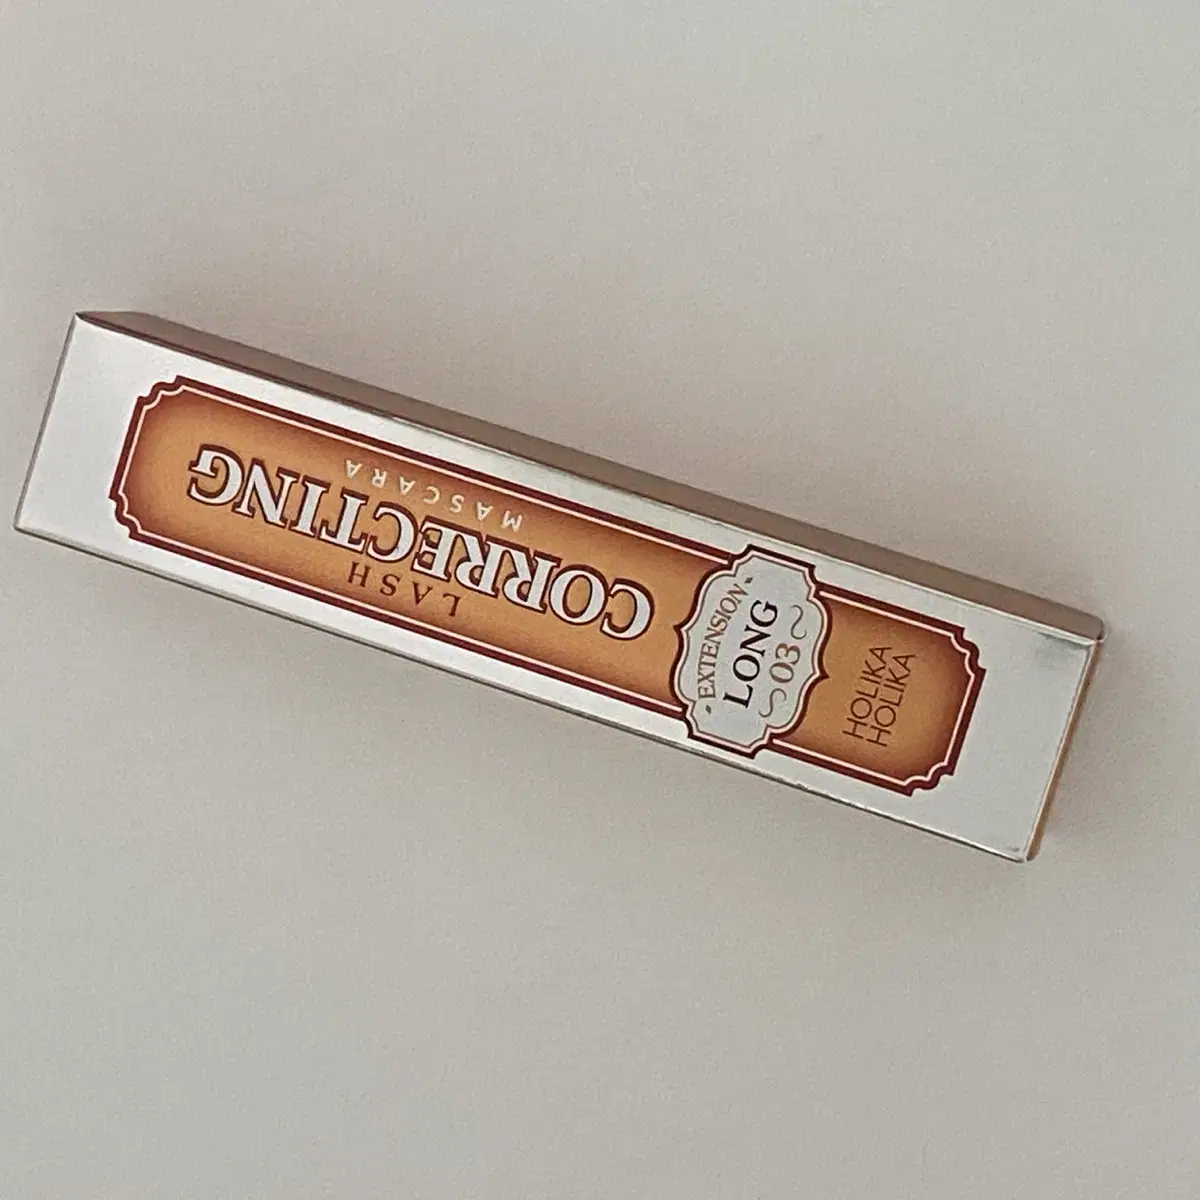 LASH
CORRECTING
MASCARA
EXTENSION
LONG
03
HOLIKA
HOLIKA